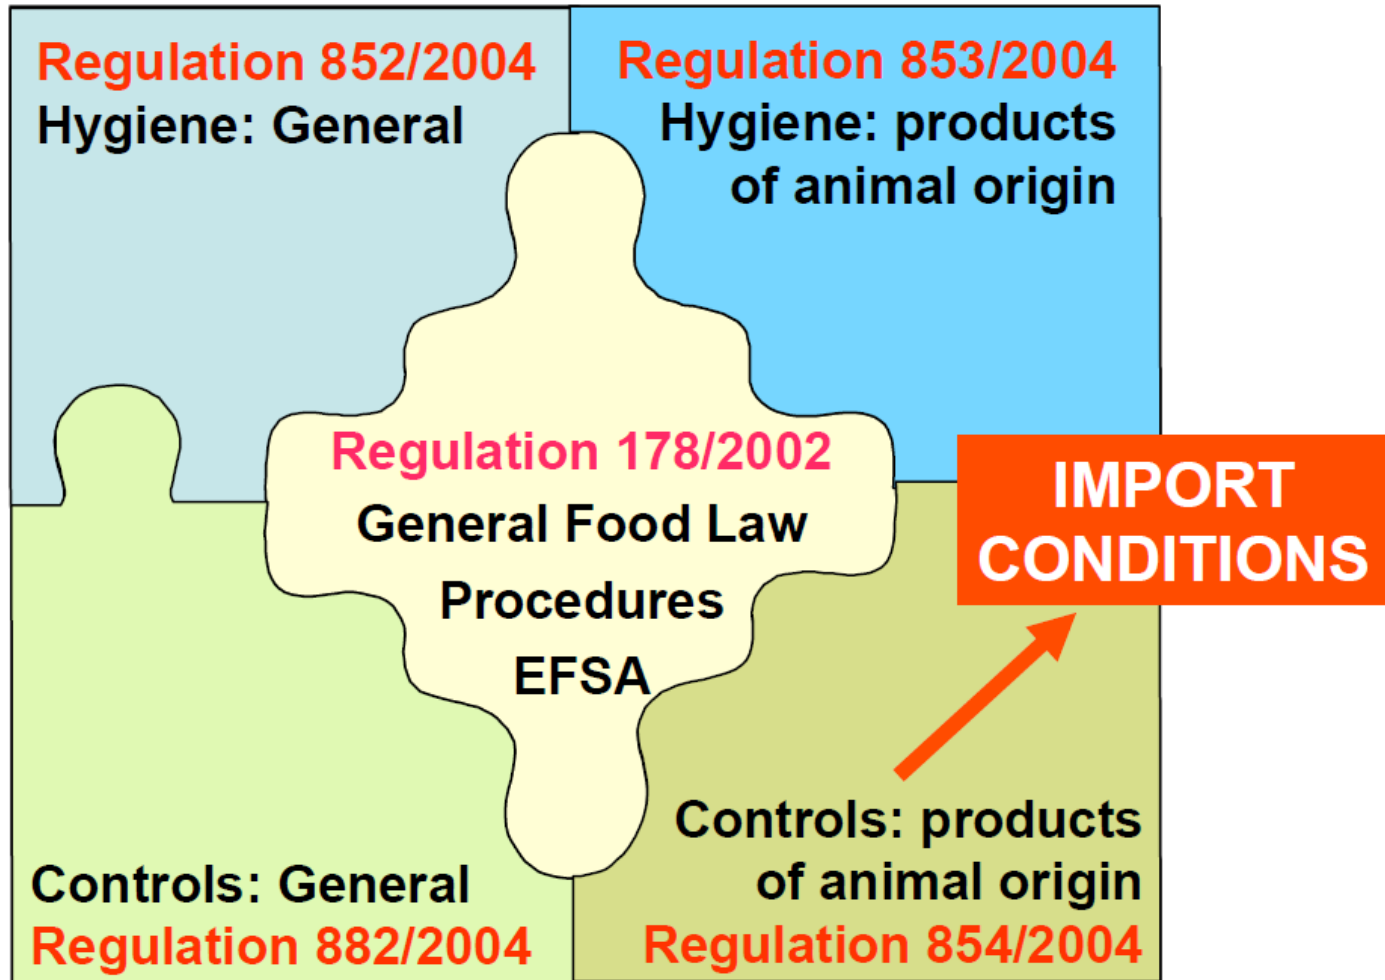 Regulation 852/2004
Hygiene: General
Regulation 853/2004
Hygiene: products
of animal origin
Regulation 178/2002
General Food Law
Procedures
EFSA
IMPORT
CONDITIONS
Controls: General
Regulation 882/2004
Controls: products
of animal origin
Regulation 854/2004